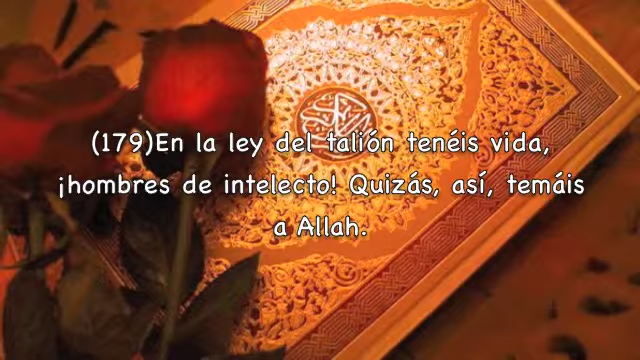 (179)En la ley del talión tenéis vida,
¡hombres de intelecto! Quizás, así, temáis
a Allah.